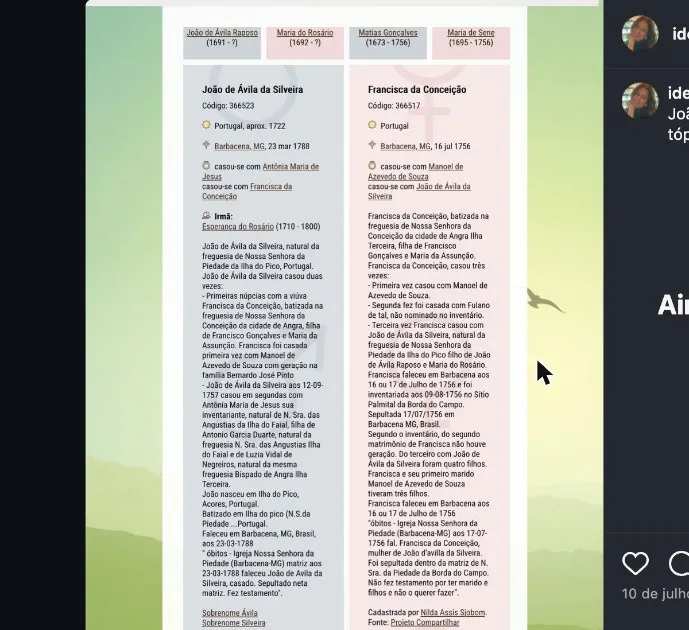 João de Ávila Raposo
(1691 - ?)
Maria do Rosário
(1692 - ?)
Matias Gonçalves
(1673 - 1756)
Maria de Sene
(1695 - 1756)
João de Ávila da Silveira
Código: 366523
Portugal, aprox. 1722
Barbacena, MG, 23 mar 1788
casou-se com Antônia Maria de
Jesus
casou-se com Francisca da
Conceição
Irmã:
Esperança do Rosário (1710 - 1800)
João de Ávila da Silveira, natural da
freguesia de Nossa Senhora da
Piedade da Ilha do Pico, Portugal.
João de Ávila da Silveira casou duas
vezes:
- Primeiras núpcias com a viúva
Francisca da Conceição, batizada na
freguesia de Nossa Senhora da
Conceição da cidade de Angra, filha
de Francisco Gonçalves e Maria da
Assunção. Francisca foi casada
primeira vez com Manoel de
Azevedo de Souza com geração na
família Bernardo José Pinto
- João de Ávila da Silveira aos 12-09-
1757 casou em segundas com
Antônia Maria de Jesus sua
inventariante, natural de N. Sra. das
Angustias da Ilha do Faial, filha de
Antonio Garcia Duarte, natural da
freguesia N. Sra. das Angustias Ilha
do Faial e de Luzia Vidal de
Negreiros, natural da mesma
freguesia Bispado de Angra Ilha
Terceira.
João nasceu em Ilha do Pico,
Acores, Portugal.
Batizado em Ilha do pico (N.S.da
Piedade ...Portugal.
Faleceu em Barbacena, MG, Brasil,
aos 23-03-1788
" óbitos - Igreja Nossa Senhora da
Piedade (Barbacena-MG) matriz aos
23-03-1788 faleceu João de Avila da
Silveira, casado. Sepultado neta
matriz. Fez testamento".
Sobrenome Ávila
Sobrenome Silveira
Francisca da Conceição
Código: 366517
Portugal
Barbacena, MG, 16 jul 1756
casou-se com Manoel de
Azevedo de Souza
casou-se com João de Ávila da
Silveira
Francisca da Conceição, batizada na
freguesia de Nossa Senhora da
Conceição da cidade de Angra Ilha
Terceira, filha de Francisco
Gonçalves e Maria da Assunção.
Francisca da Conceição, casou três
vezes:
- Primeira vez casou com Manoel de
Azevedo de Souza.
- Segunda fez foi casada com Fulano
de tal, não nominado no inventário.
- Terceira vez Francisca casou com
João de Ávila da Silveira, natural da
freguesia de Nossa Senhora da
Piedade da Ilha do Pico filho de João
de Ávila Raposo e Maria do Rosário.
Francisca faleceu em Barbacena aos
16 ou 17 de Julho de 1756 e foi
inventariada aos 09-08-1756 no Sitio
Palmital da Borda do Campo.
Sepultada 17/07/1756 em
Barbacena MG, Brasil.
Segundo o inventário, do segundo
matrimônio de Francisca não houve
geração. Do terceiro com João de
Ávila da Silveira foram quatro filhos.
Francisca e seu primeiro marido
Manoel de Azevedo de Souza
tiveram três filhos.
Francisca faleceu em Barbacena aos
16 ou 17 de Julho de 1756
"óbitos - Igreja Nossa Senhora da
Piedade (Barbacena-MG) aos 17-07-
1756 fal. Francisca da Conceição,
mulher de João d'avilla da Silveira.
Foi sepultada dentro da matriz de N.
Sra. da Piedade da Borda do Campo.
Não fez testamento por ter marido e
filhos e não o querer fazer".
Cadastrada por Nilda Assis Siobom.
Fonte: Projeto Compartilhar
ide
ide
Joã
tóp
Ain
10 de julho